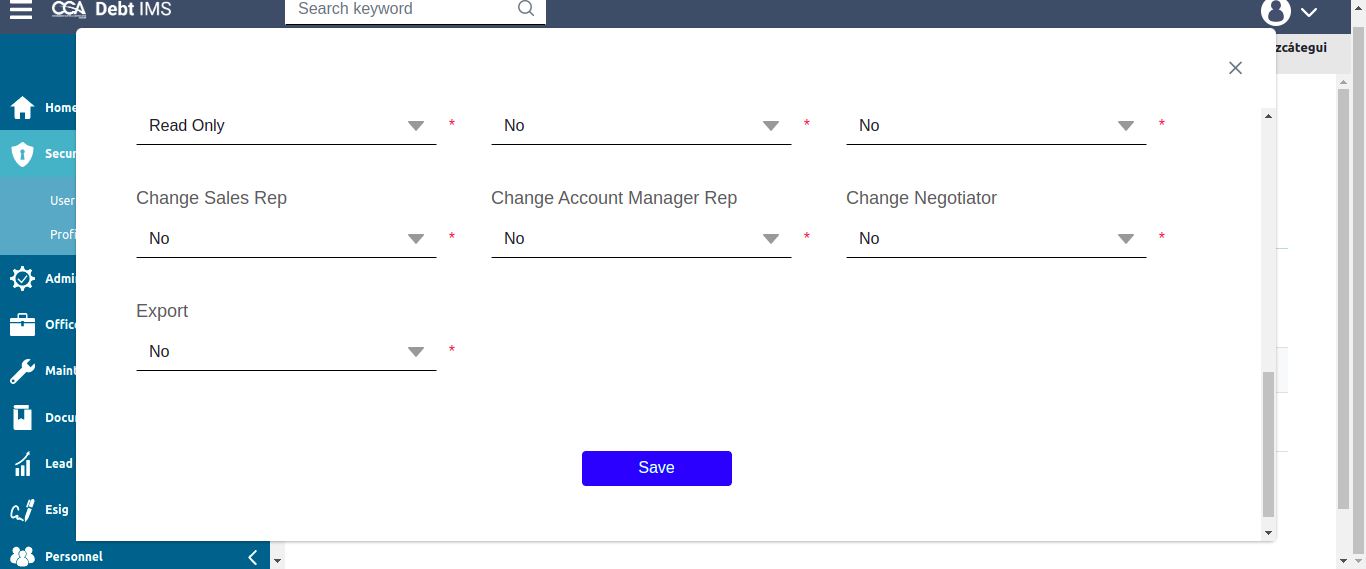 CGA Debt IMS
Search keyword
zcátegui
Home
Secur
User
Profi
Admi
Office
Maint
Docu
Lead
Esig
Personnel
Read Only * No * No *
Change Sales Rep Change Account Manager Rep Change Negotiator
No * No * No *
Export
No *
Save